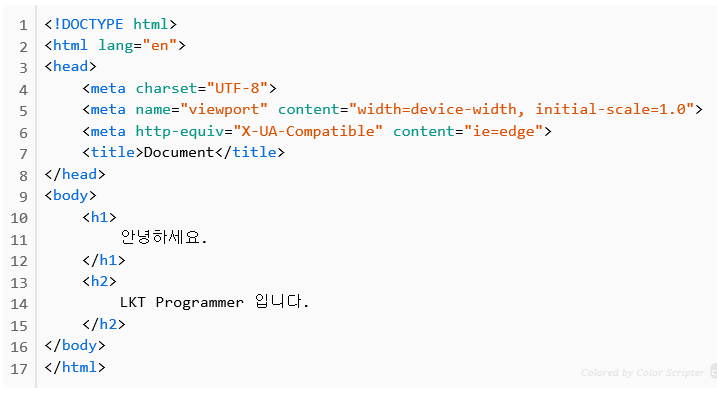 1 <!DOCTYPE html>
2 <html lang="en">
3 <head>
4     <meta charset="UTF-8">
5     <meta name="viewport" content="width=device-width, initial-scale=1.0">
6     <meta http-equiv="X-UA-Compatible" content="ie=edge">
7     <title>Document</title>
8 </head>
9 <body>
10     <h1>
11         안녕하세요.
12     </h1>
13     <h2>
14         LKT Programmer 입니다.
15     </h2>
16 </body>
17 </html>
Colored by Color Scripter